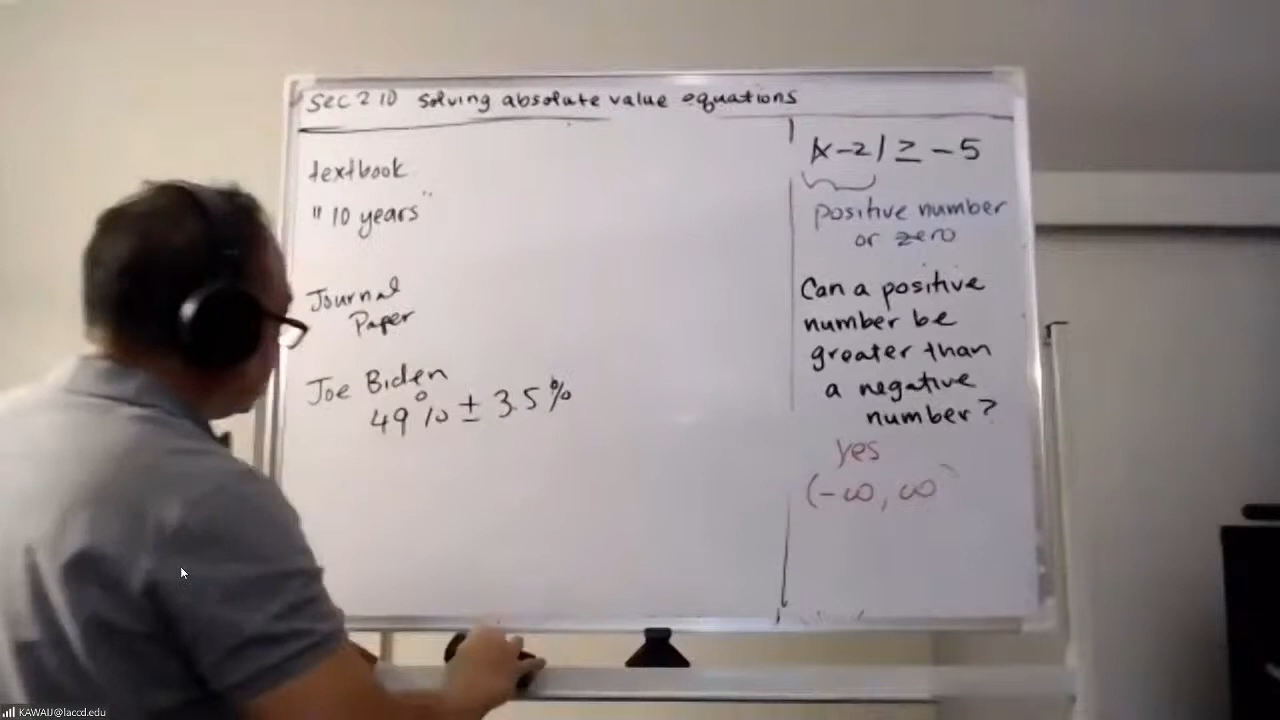 Sec 2 10 Solving absolute value equations
textbook
" 10 years "
Journal
Paper
Joe Biden
49% ± 3.5%
|x-2| ≥ -5
positive number
or zero
Can a positive
number be
greater than
a negative
number?
yes
(-∞, ∞)
KAWAIJ@laccd.edu